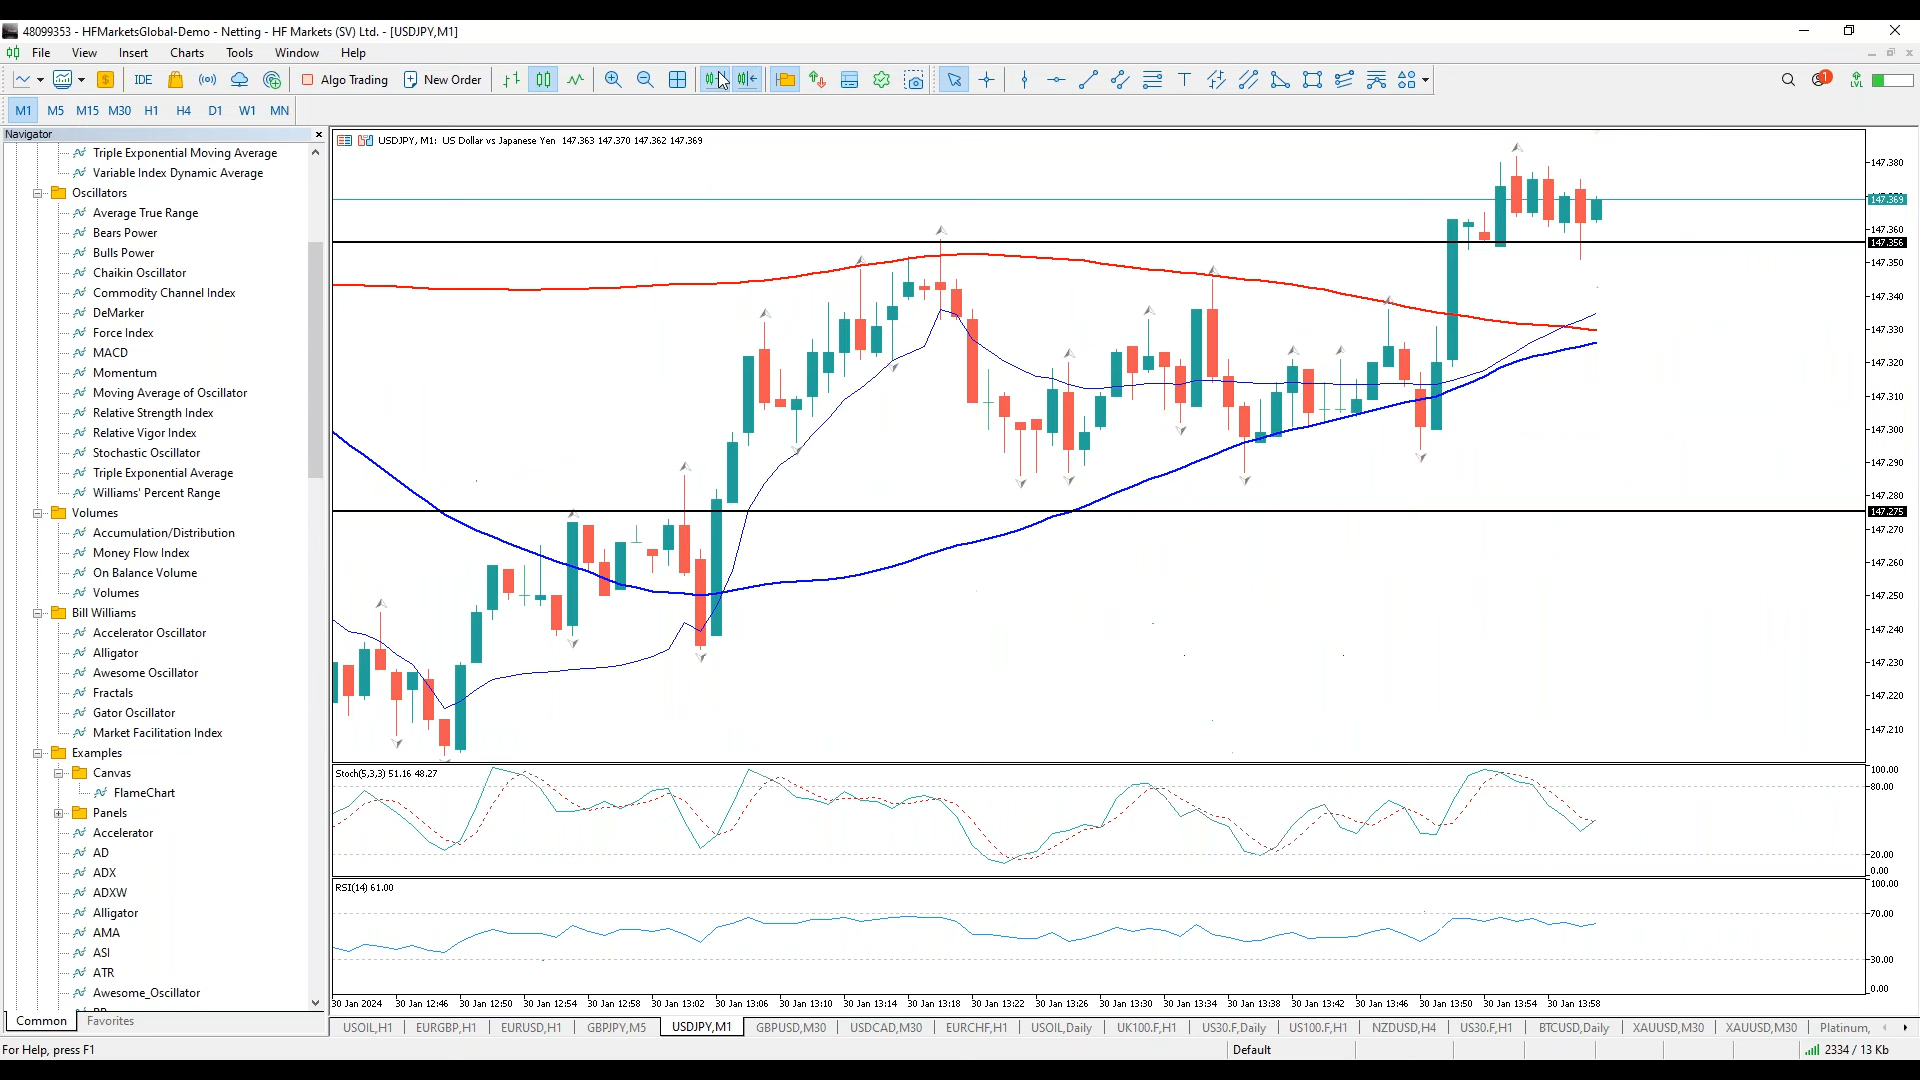 48099353 - HFMarketsGlobal-Demo - Netting - HF Markets (SV) Ltd. - [USDJPY,M1]
File View Insert Charts Tools Window Help
IDE Algo Trading New Order 1 LVL
M1 M5 M15 M30 H1 H4 D1 W1 MN
Navigator
Triple Exponential Moving Average
Variable Index Dynamic Average
Oscillators
Average True Range
Bears Power
Bulls Power
Chaikin Oscillator
Commodity Channel Index
DeMarker
Force Index
MACD
Momentum
Moving Average of Oscillator
Relative Strength Index
Relative Vigor Index
Stochastic Oscillator
Triple Exponential Average
Williams' Percent Range
Volumes
Accumulation/Distribution
Money Flow Index
On Balance Volume
Volumes
Bill Williams
Accelerator Oscillator
Alligator
Awesome Oscillator
Fractals
Gator Oscillator
Market Facilitation Index
Examples
Canvas
FlameChart
Panels
Accelerator
AD
ADX
ADXW
Alligator
AMA
ASI
ATR
Awesome_Oscillator
Common Favorites
USDJPY, M1: US Dollar vs Japanese Yen 147.363 147.370 147.362 147.369
147.380
147.369
147.360
147.356
147.350
147.340
147.330
147.320
147.310
147.300
147.290
147.280
147.275
147.270
147.260
147.250
147.240
147.230
147.220
147.210
Stoch(5,3,3) 51.16 48.27
100.00
80.00
20.00
0.00
RSI(14) 61.00
100.00
70.00
30.00
0.00
30 Jan 2024 30 Jan 12:46 30 Jan 12:50 30 Jan 12:54 30 Jan 12:58 30 Jan 13:02 30 Jan 13:06 30 Jan 13:10 30 Jan 13:14 30 Jan 13:18 30 Jan 13:22 30 Jan 13:26 30 Jan 13:30 30 Jan 13:34 30 Jan 13:38 30 Jan 13:42 30 Jan 13:46 30 Jan 13:50 30 Jan 13:54 30 Jan 13:58
USOIL,H1 EURGBP,H1 EURUSD,H1 GBPJPY,M5 USDJPY,M1 GBPUSD,M30 USDCAD,M30 EURCHF,H1 USOIL,Daily UK100.F,H1 US30.F,Daily US100.F,H1 NZDUSD,H4 US30.F,H1 BTCUSD,Daily XAUUSD,M30 XAUUSD,M30 Platinum,
For Help, press F1 Default 2334 / 13 Kb